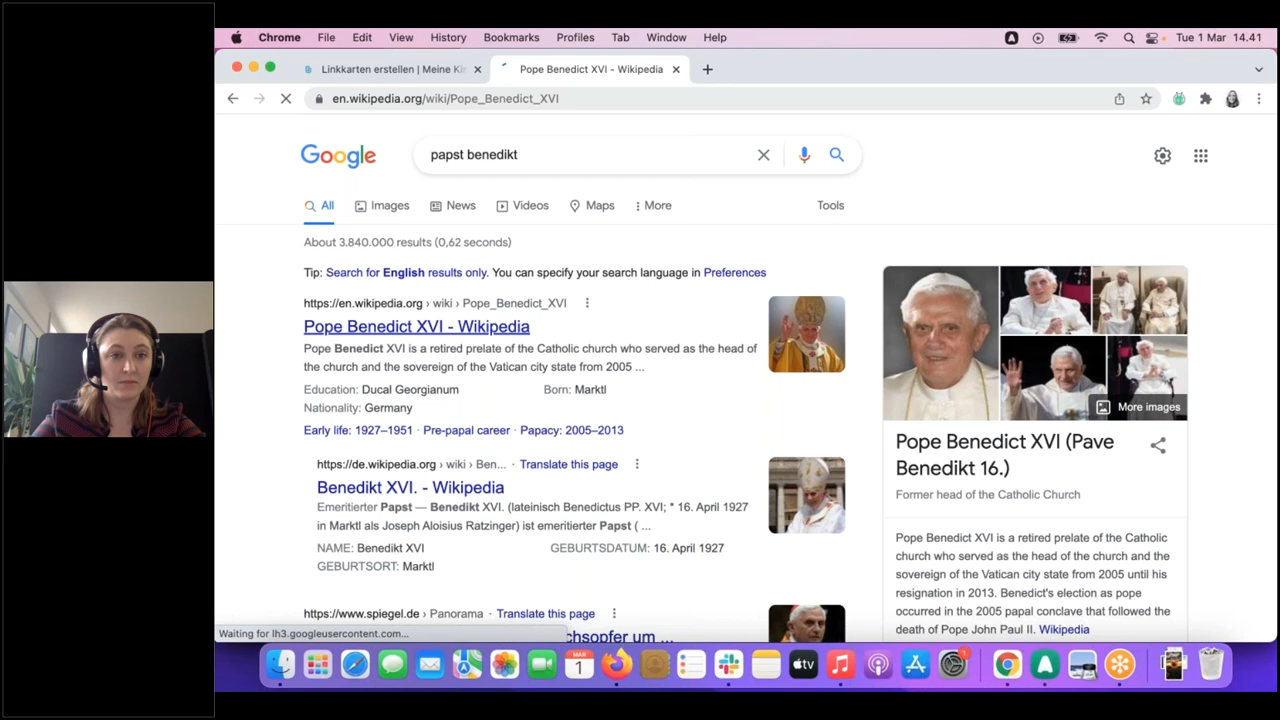 Chrome File Edit View History Bookmarks Profiles Tab Window Help Tue 1 Mar 14.41
Linkkarten erstellen | Meine Kir Pope Benedict XVI - Wikipedia
en.wikipedia.org/wiki/Pope_Benedict_XVI
Google papst benedikt
All Images News Videos Maps More Tools
About 3.840.000 results (0,62 seconds)
Tip: Search for English results only. You can specify your search language in Preferences
https://en.wikipedia.org › wiki › Pope_Benedict_XVI
Pope Benedict XVI - Wikipedia
Pope Benedict XVI is a retired prelate of the Catholic church who served as the head of
the church and the sovereign of the Vatican city state from 2005 ...
Education: Ducal Georgianum Born: Marktl
Nationality: Germany
Early life: 1927–1951 · Pre-papal career · Papacy: 2005–2013
https://de.wikipedia.org › wiki › Ben... · Translate this page
Benedikt XVI. - Wikipedia
Emeritierter Papst — Benedikt XVI. (lateinisch Benedictus PP. XVI; * 16. April 1927
in Marktl als Joseph Aloisius Ratzinger) ist emeritierter Papst ( ...
NAME: Benedikt XVI GEBURTSDATUM: 16. April 1927
GEBURTSORT: Marktl
https://www.spiegel.de › Panorama · Translate this page
chsopfer um ...
Waiting for lh3.googleusercontent.com...
More images
Pope Benedict XVI (Pave
Benedikt 16.)
Former head of the Catholic Church
Pope Benedict XVI is a retired prelate of the Catholic
church who served as the head of the church and the
sovereign of the Vatican city state from 2005 until his
resignation in 2013. Benedict's election as pope
occurred in the 2005 papal conclave that followed the
death of Pope John Paul II. Wikipedia
MAR
1
tv
1